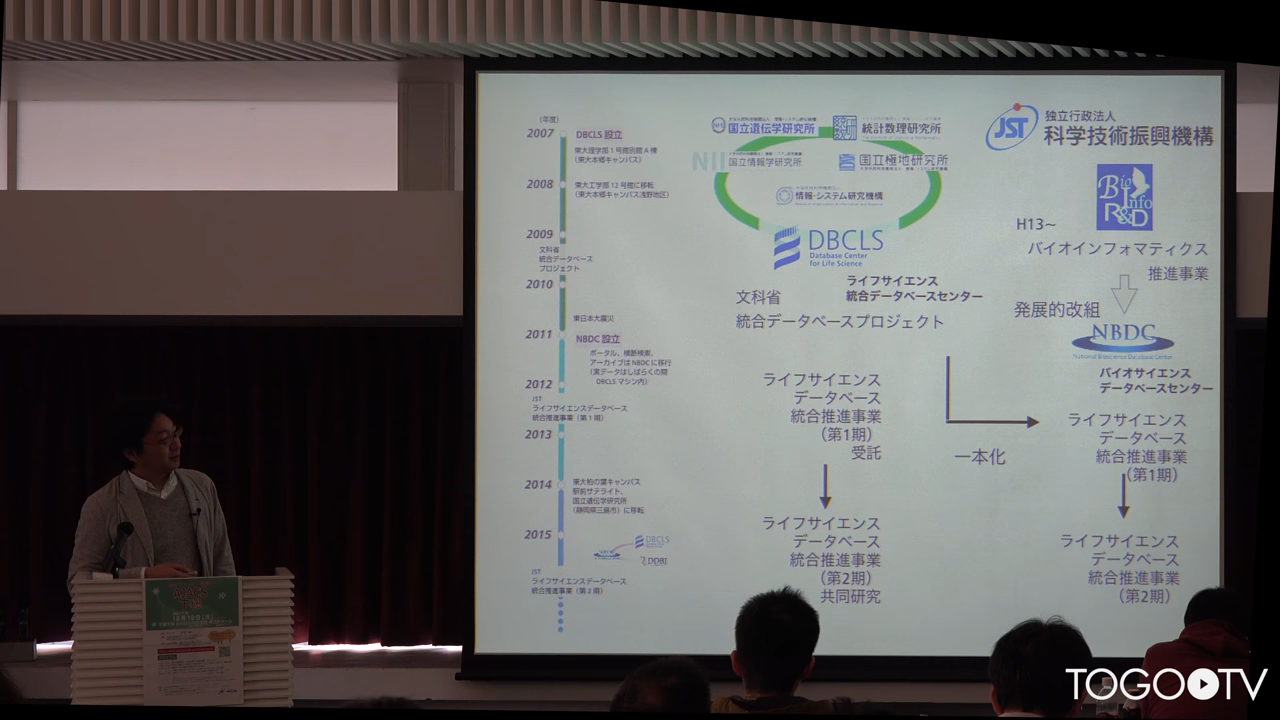 (年度)
2007
DBCLS 設立
東大理学部1号館別館A棟
(東大本郷キャンパス)
2008
東大工学部12号館に移転
(東大本郷キャンパス浅野地区)
2009
文科省
統合データベース
プロジェクト
2010
東日本大震災
2011
NBDC 設立
ポータル、横断検索、
アーカイブは NBDC に移行
(実データはしばらくの間
DBCLS マシン内)
2012
JST
ライフサイエンスデータベース
統合推進事業(第1期)
2013
2014
東大柏の葉キャンパス
駅前サテライト、
国立遺伝学研究所
(静岡県三島市)に移転
2015
DBCLS
DDBJ
JST
ライフサイエンスデータベース
統合推進事業(第2期)
国立遺伝学研究所
統計数理研究所
NII 国立情報学研究所
国立極地研究所
情報・システム研究機構
DBCLS
Database Center
for Life Science
ライフサイエンス
統合データベースセンター
文科省
統合データベースプロジェクト
ライフサイエンス
データベース
統合推進事業
(第1期)
受託
ライフサイエンス
データベース
統合推進事業
(第2期)
共同研究
一本化
JST
独立行政法人
科学技術振興機構
Bio
Info
R&D
H13~
バイオインフォマティクス
推進事業
発展的改組
NBDC
National Bioscience Database Center
バイオサイエンス
データベースセンター
ライフサイエンス
データベース
統合推進事業
(第1期)
ライフサイエンス
データベース
統合推進事業
(第2期)
AJACS
TOGO TV